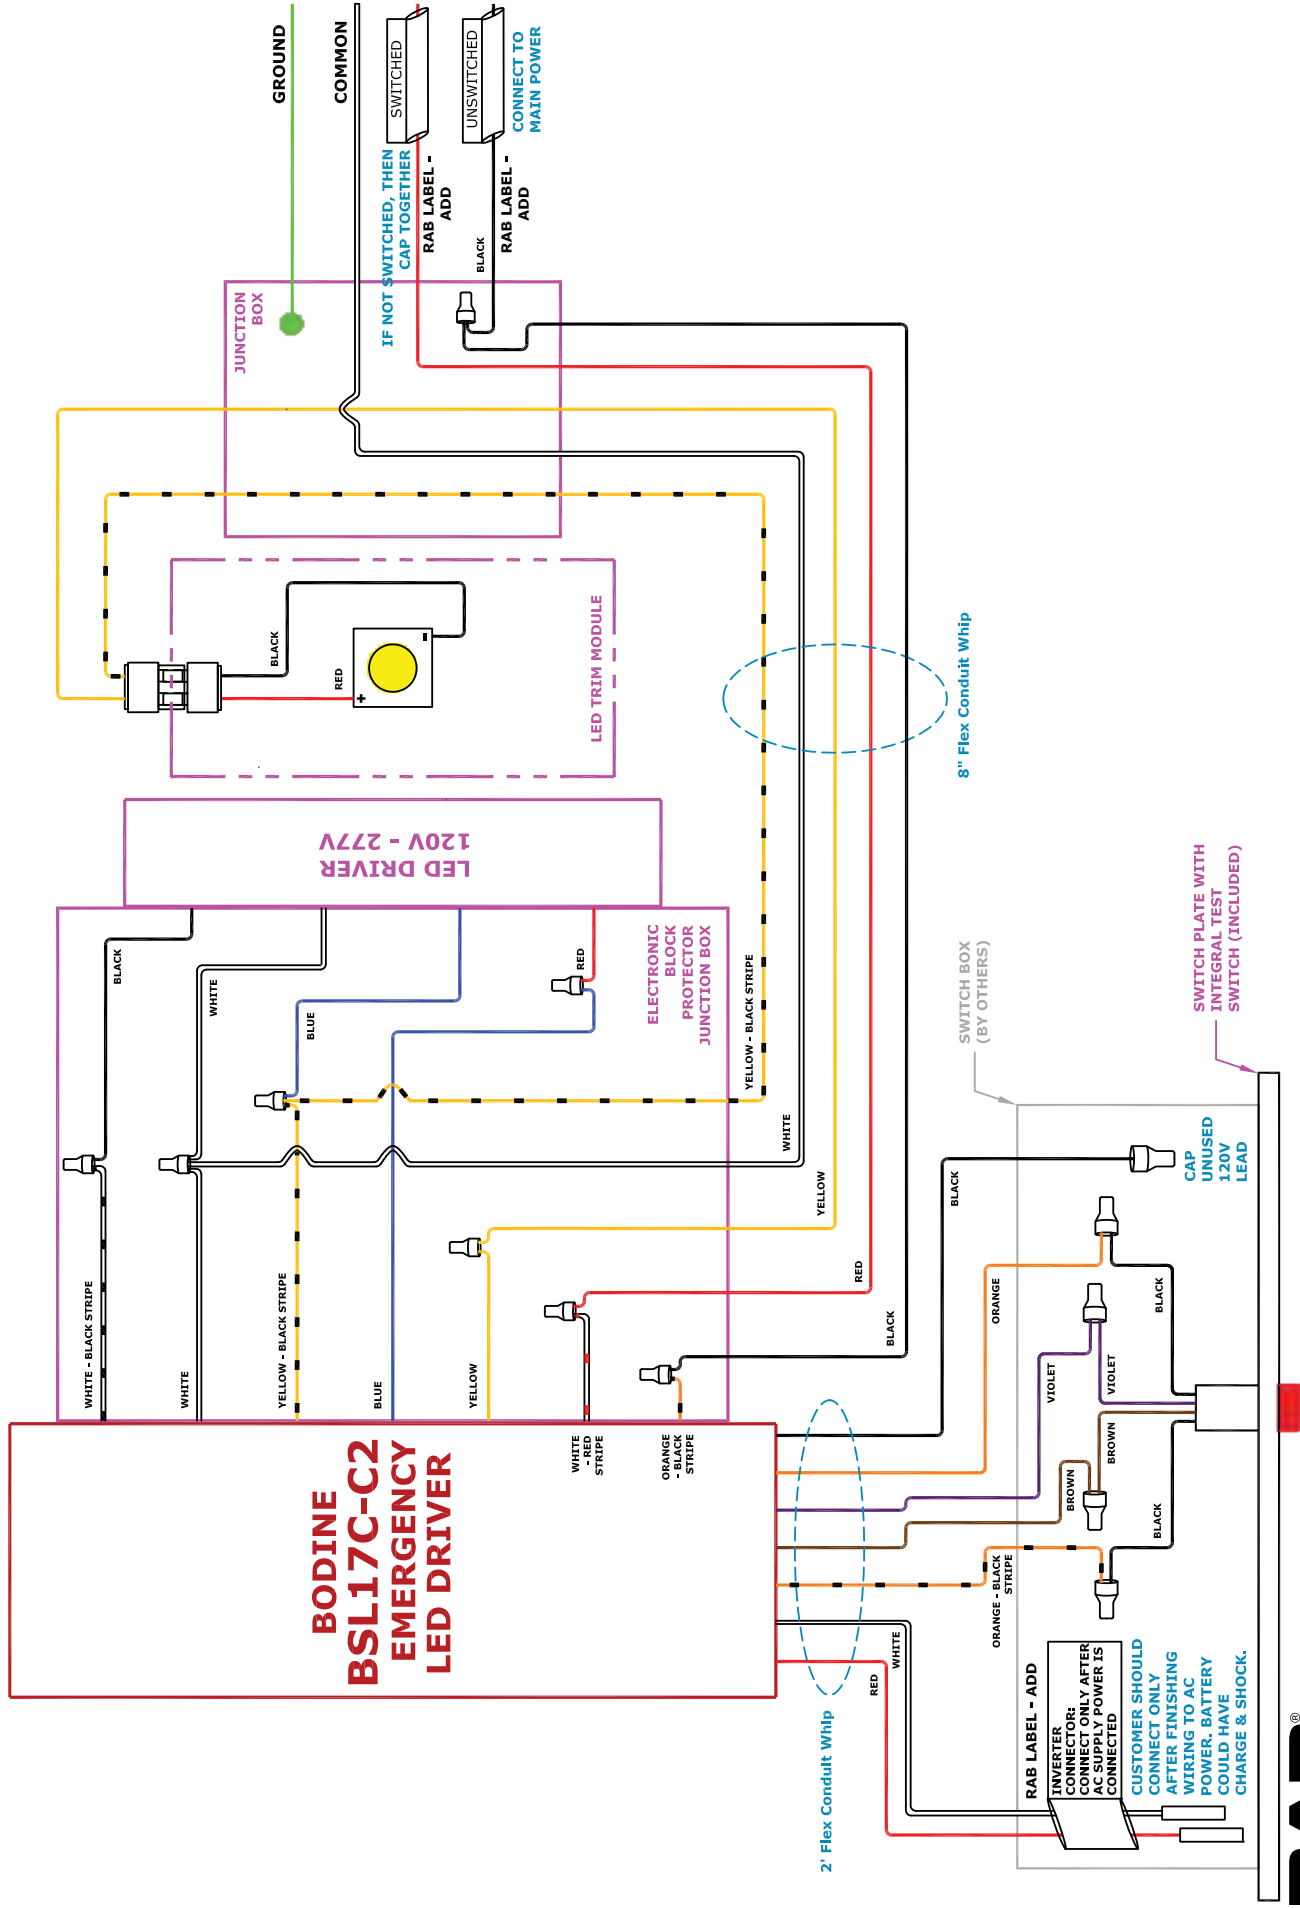 GROUND
COMMON
SWITCHED
UNSWITCHED
CONNECT TO
MAIN POWER
IF NOT SWITCHED, THEN
CAP TOGETHER
RAB LABEL -
ADD
RAB LABEL -
ADD
BLACK
JUNCTION
BOX
BLACK
RED
+
-
LED TRIM MODULE
8" Flex Conduit Whip
LED DRIVER
120V - 277V
BLACK
WHITE
BLUE
RED
ELECTRONIC
BLOCK
PROTECTOR
JUNCTION BOX
YELLOW - BLACK STRIPE
WHITE
YELLOW
RED
BLACK
WHITE - BLACK STRIPE
WHITE
YELLOW - BLACK STRIPE
BLUE
YELLOW
WHITE
- RED
STRIPE
ORANGE
- BLACK
STRIPE
BODINE
BSL17C-C2
EMERGENCY
LED DRIVER
SWITCH BOX
(BY OTHERS)
SWITCH PLATE WITH
INTEGRAL TEST
SWITCH (INCLUDED)
CAP
UNUSED
120V
LEAD
BLACK
ORANGE
BLACK
VIOLET
VIOLET
BROWN
BROWN
BLACK
ORANGE - BLACK
STRIPE
WHITE
RED
2' Flex Conduit Whip
RAB LABEL - ADD
INVERTER
CONNECTOR:
CONNECT ONLY AFTER
AC SUPPLY POWER IS
CONNECTED
CUSTOMER SHOULD
CONNECT ONLY
AFTER FINISHING
WIRING TO AC
POWER. BATTERY
COULD HAVE
CHARGE & SHOCK.
®